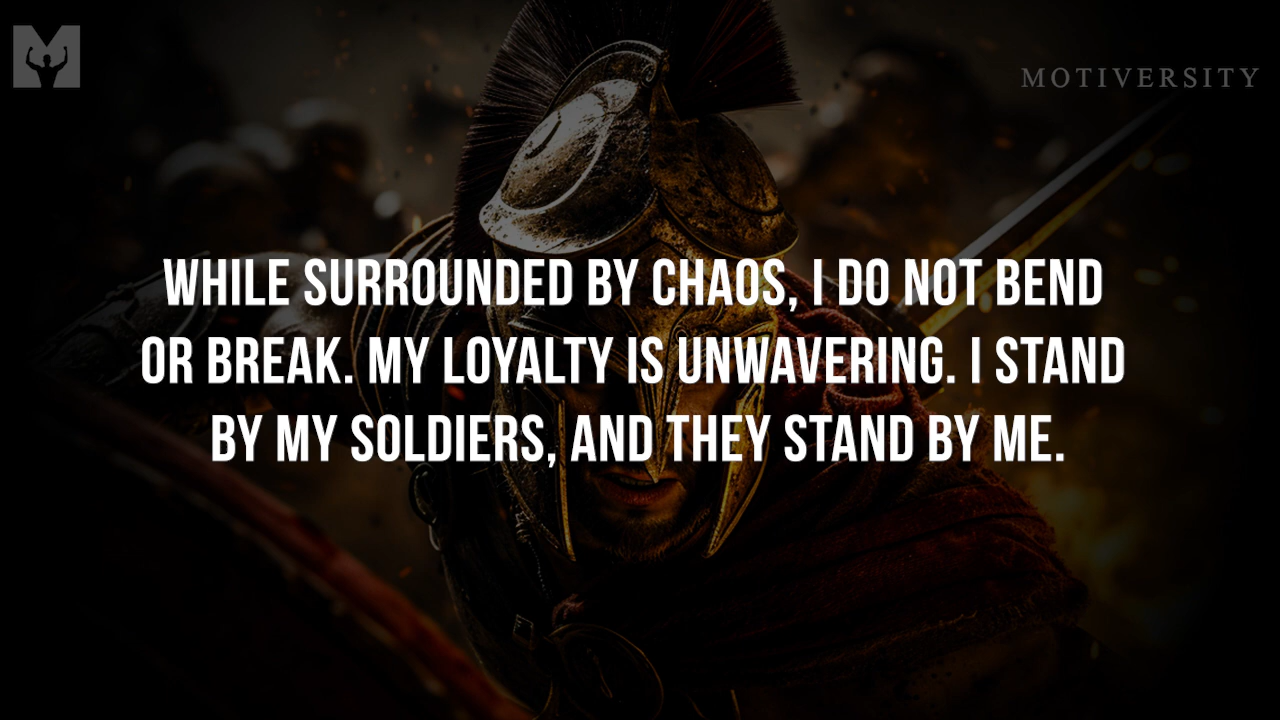 MOTIVERSITY
WHILE SURROUNDED BY CHAOS, I DO NOT BEND
OR BREAK. MY LOYALTY IS UNWAVERING. I STAND
BY MY SOLDIERS, AND THEY STAND BY ME.